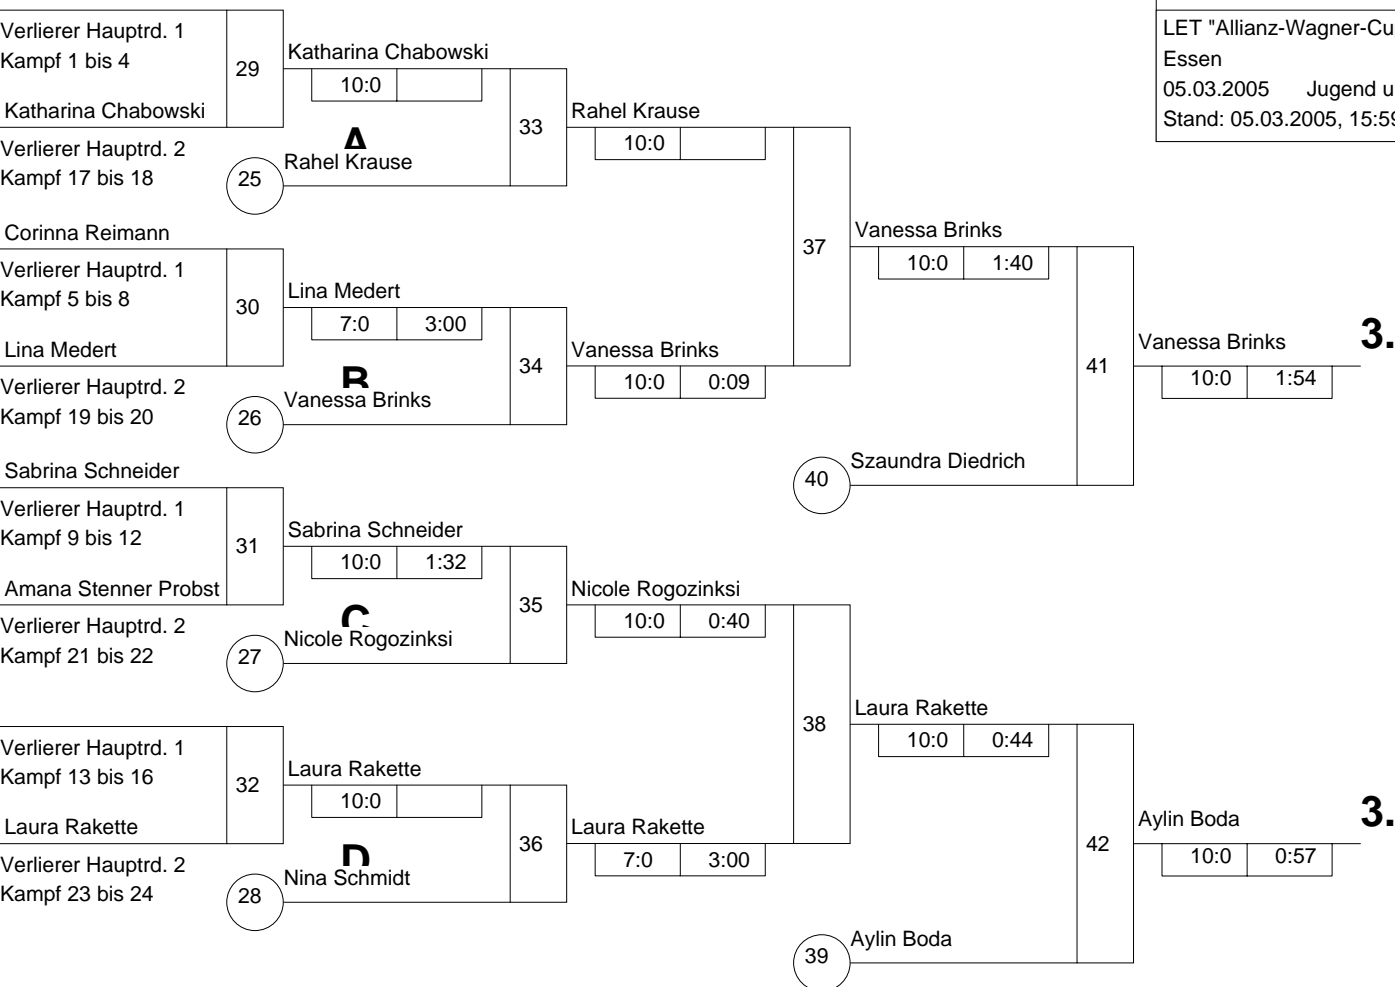 LET "Allianz-Wagner-Cu
Essen
05.03.2005 Jugend u
Stand: 05.03.2005, 15:59
Verlierer Hauptrd. 1
Kampf 1 bis 4
29
Katharina Chabowski
10:0
Katharina Chabowski
A
33
Rahel Krause
10:0
Verlierer Hauptrd. 2
Kampf 17 bis 18
25
Rahel Krause
Corinna Reimann
37
Vanessa Brinks
10:0 1:40
Verlierer Hauptrd. 1
Kampf 5 bis 8
30
Lina Medert
7:0 3:00
Lina Medert
B
34
Vanessa Brinks
10:0 0:09
41
Vanessa Brinks
10:0 1:54
3.
Verlierer Hauptrd. 2
Kampf 19 bis 20
26
Vanessa Brinks
40
Szaundra Diedrich
Sabrina Schneider
Verlierer Hauptrd. 1
Kampf 9 bis 12
31
Sabrina Schneider
10:0 1:32
Amana Stenner Probst
C
35
Nicole Rogozinksi
10:0 0:40
Verlierer Hauptrd. 2
Kampf 21 bis 22
27
Nicole Rogozinksi
38
Laura Rakette
10:0 0:44
Verlierer Hauptrd. 1
Kampf 13 bis 16
32
Laura Rakette
10:0
Laura Rakette
D
36
Laura Rakette
7:0 3:00
42
Aylin Boda
10:0 0:57
3.
Verlierer Hauptrd. 2
Kampf 23 bis 24
28
Nina Schmidt
39
Aylin Boda